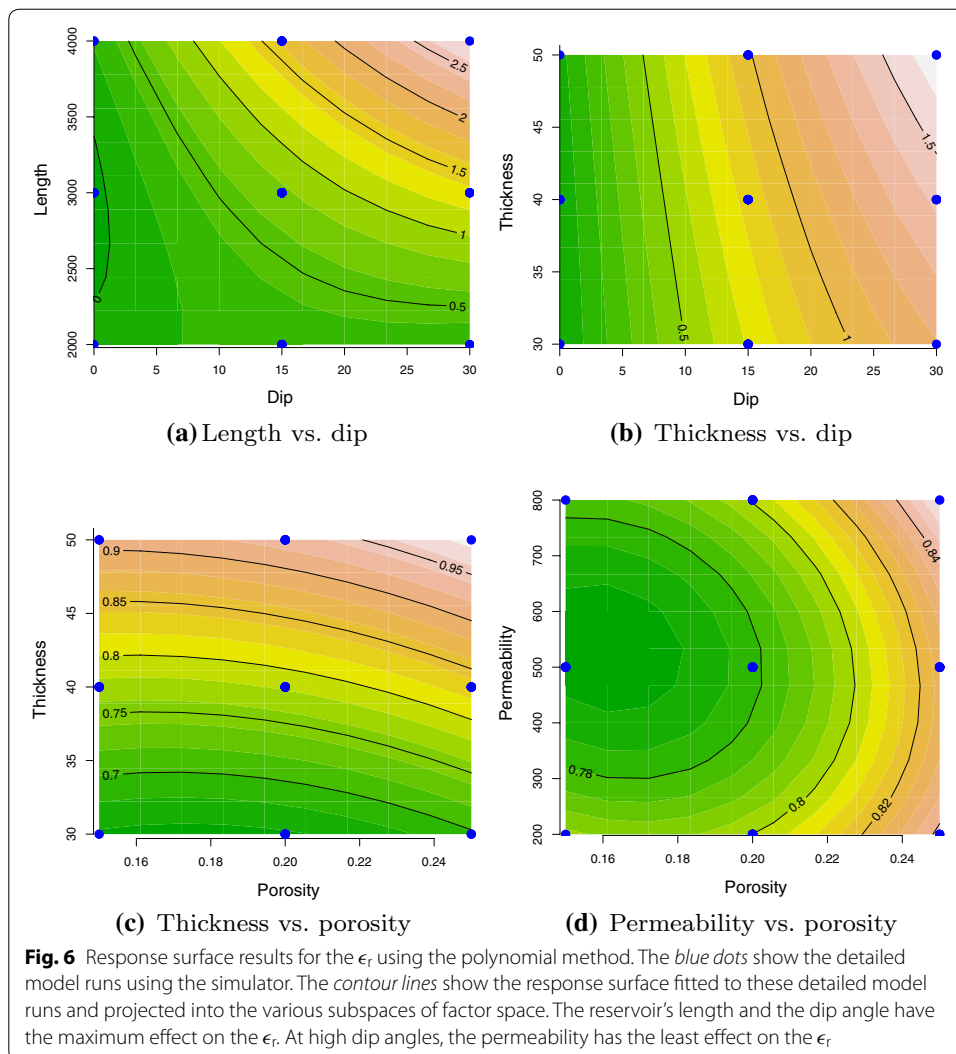 4000
3500
3000
2500
2000
Length
2.5
2
1.5
1
0.5
0
0 5 10 15 20 25 30
Dip
(a) Length vs. dip
50
45
40
35
30
Thickness
1.5
0.5
1
0 5 10 15 20 25 30
Dip
(b) Thickness vs. dip
50
45
40
35
30
Thickness
0.9
0.95
0.85
0.8
0.75
0.7
0.16 0.18 0.20 0.22 0.24
Porosity
(c) Thickness vs. porosity
800
700
600
500
400
300
200
Permeability
0.84
0.78
0.8
0.82
0.16 0.18 0.20 0.22 0.24
Porosity
(d) Permeability vs. porosity
Fig. 6 Response surface results for the ϵr using the polynomial method. The blue dots show the detailed
model runs using the simulator. The contour lines show the response surface fitted to these detailed model
runs and projected into the various subspaces of factor space. The reservoir's length and the dip angle have
the maximum effect on the ϵr. At high dip angles, the permeability has the least effect on the ϵr